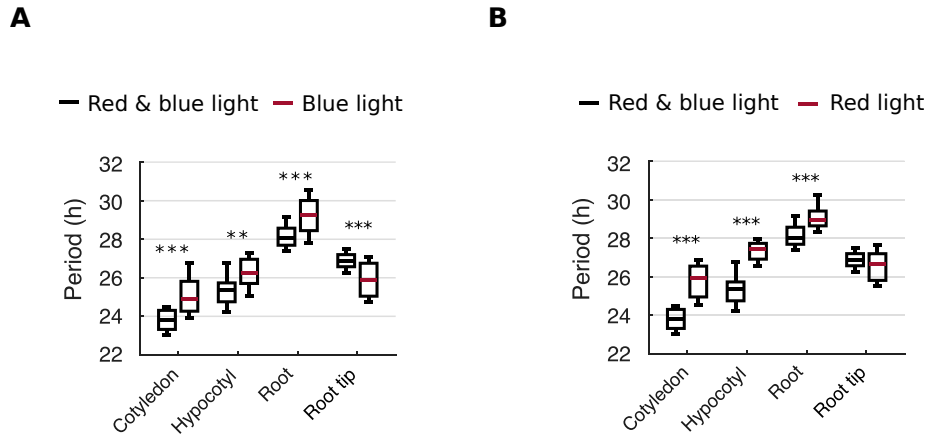 A
B
Red & blue light
Blue light
Red & blue light
Red light
Period (h)
32
30
28
26
24
22
***
**
***
***
Cotyledon
Hypocotyl
Root
Root tip
Period (h)
32
30
28
26
24
22
***
***
***
Cotyledon
Hypocotyl
Root
Root tip